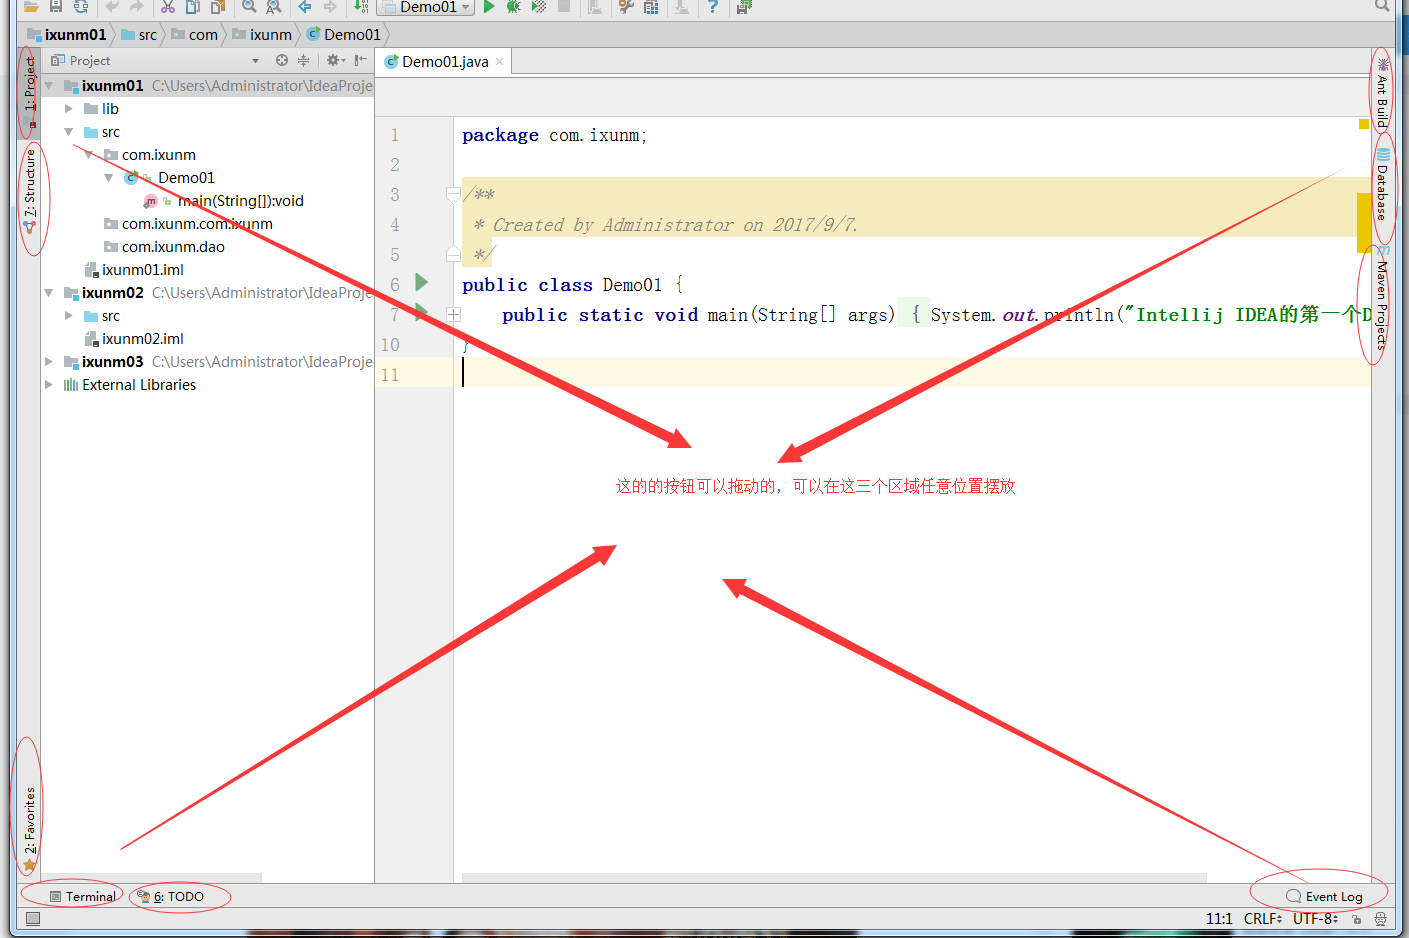 Demo01
ixunm01
src
com
ixunm
Demo01
Project
Demo01.java
1: Project
7: Structure
2: Favorites
ixunm01 C:\Users\Administrator\IdeaProje
lib
src
com.ixunm
Demo01
main(String[]):void
com.ixunm.com.ixunm
com.ixunm.dao
ixunm01.iml
ixunm02 C:\Users\Administrator\IdeaProje
src
ixunm02.iml
ixunm03 C:\Users\Administrator\IdeaProje
External Libraries
1 package com.ixunm;
2
3 /**
4 * Created by Administrator on 2017/9/7.
5 */
6 public class Demo01 {
7 public static void main(String[] args) { System.out.println("Intellij IDEA的第一个D
10 }
11
这的的按钮可以拖动的，可以在这三个区域任意位置摆放
Ant Build
Database
Maven Projects
Terminal
6: TODO
Event Log
11:1 CRLF UTF-8